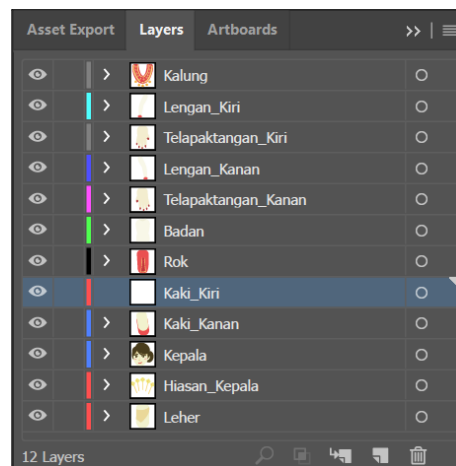 Asset Export Layers Artboards
Kalung
Lengan_Kiri
Telapaktangan_Kiri
Lengan_Kanan
Telapaktangan_Kanan
Badan
Rok
Kaki_Kiri
Kaki_Kanan
Kepala
Hiasan_Kepala
Leher
12 Layers